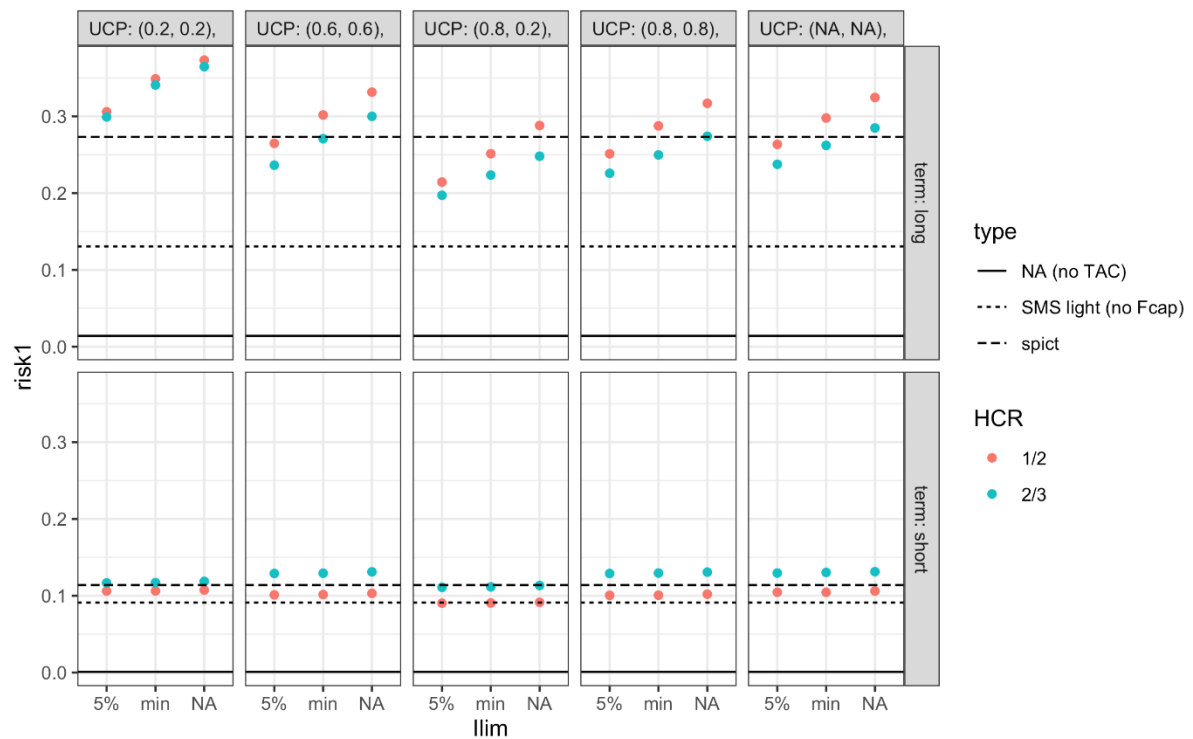 UCP: (0.2, 0.2),
UCP: (0.6, 0.6),
UCP: (0.8, 0.2),
UCP: (0.8, 0.8),
UCP: (NA, NA),
0.3
0.2
0.1
0.0
term: long
0.3
0.2
0.1
0.0
term: short
risk1
5% min NA
5% min NA
5% min NA
5% min NA
5% min NA
Ilim
type
NA (no TAC)
SMS light (no Fcap)
spict
HCR
1/2
2/3